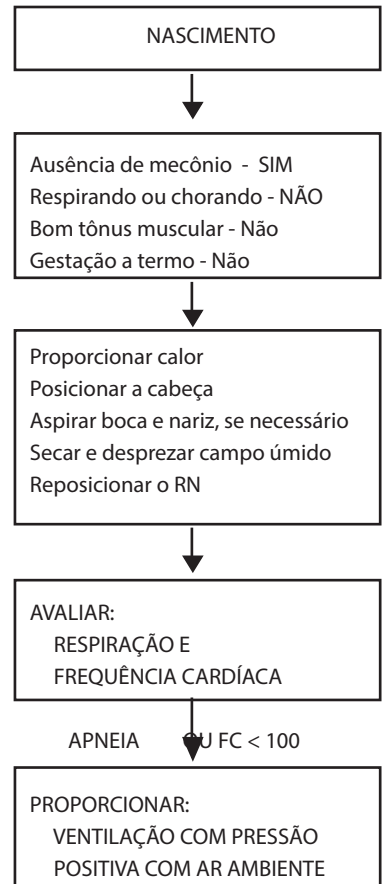 NASCIMENTO
Ausência de mecônio - SIM
Respirando ou chorando - NÃO
Bom tônus muscular - Não
Gestação a termo - Não
Proporcionar calor
Posicionar a cabeça
Aspirar boca e nariz, se necessário
Secar e desprezar campo úmido
Reposicionar o RN
AVALIAR:
RESPIRAÇÃO E
FREQUÊNCIA CARDÍACA
APNEIA OU FC < 100
PROPORCIONAR:
VENTILAÇÃO COM PRESSÃO
POSITIVA COM AR AMBIENTE